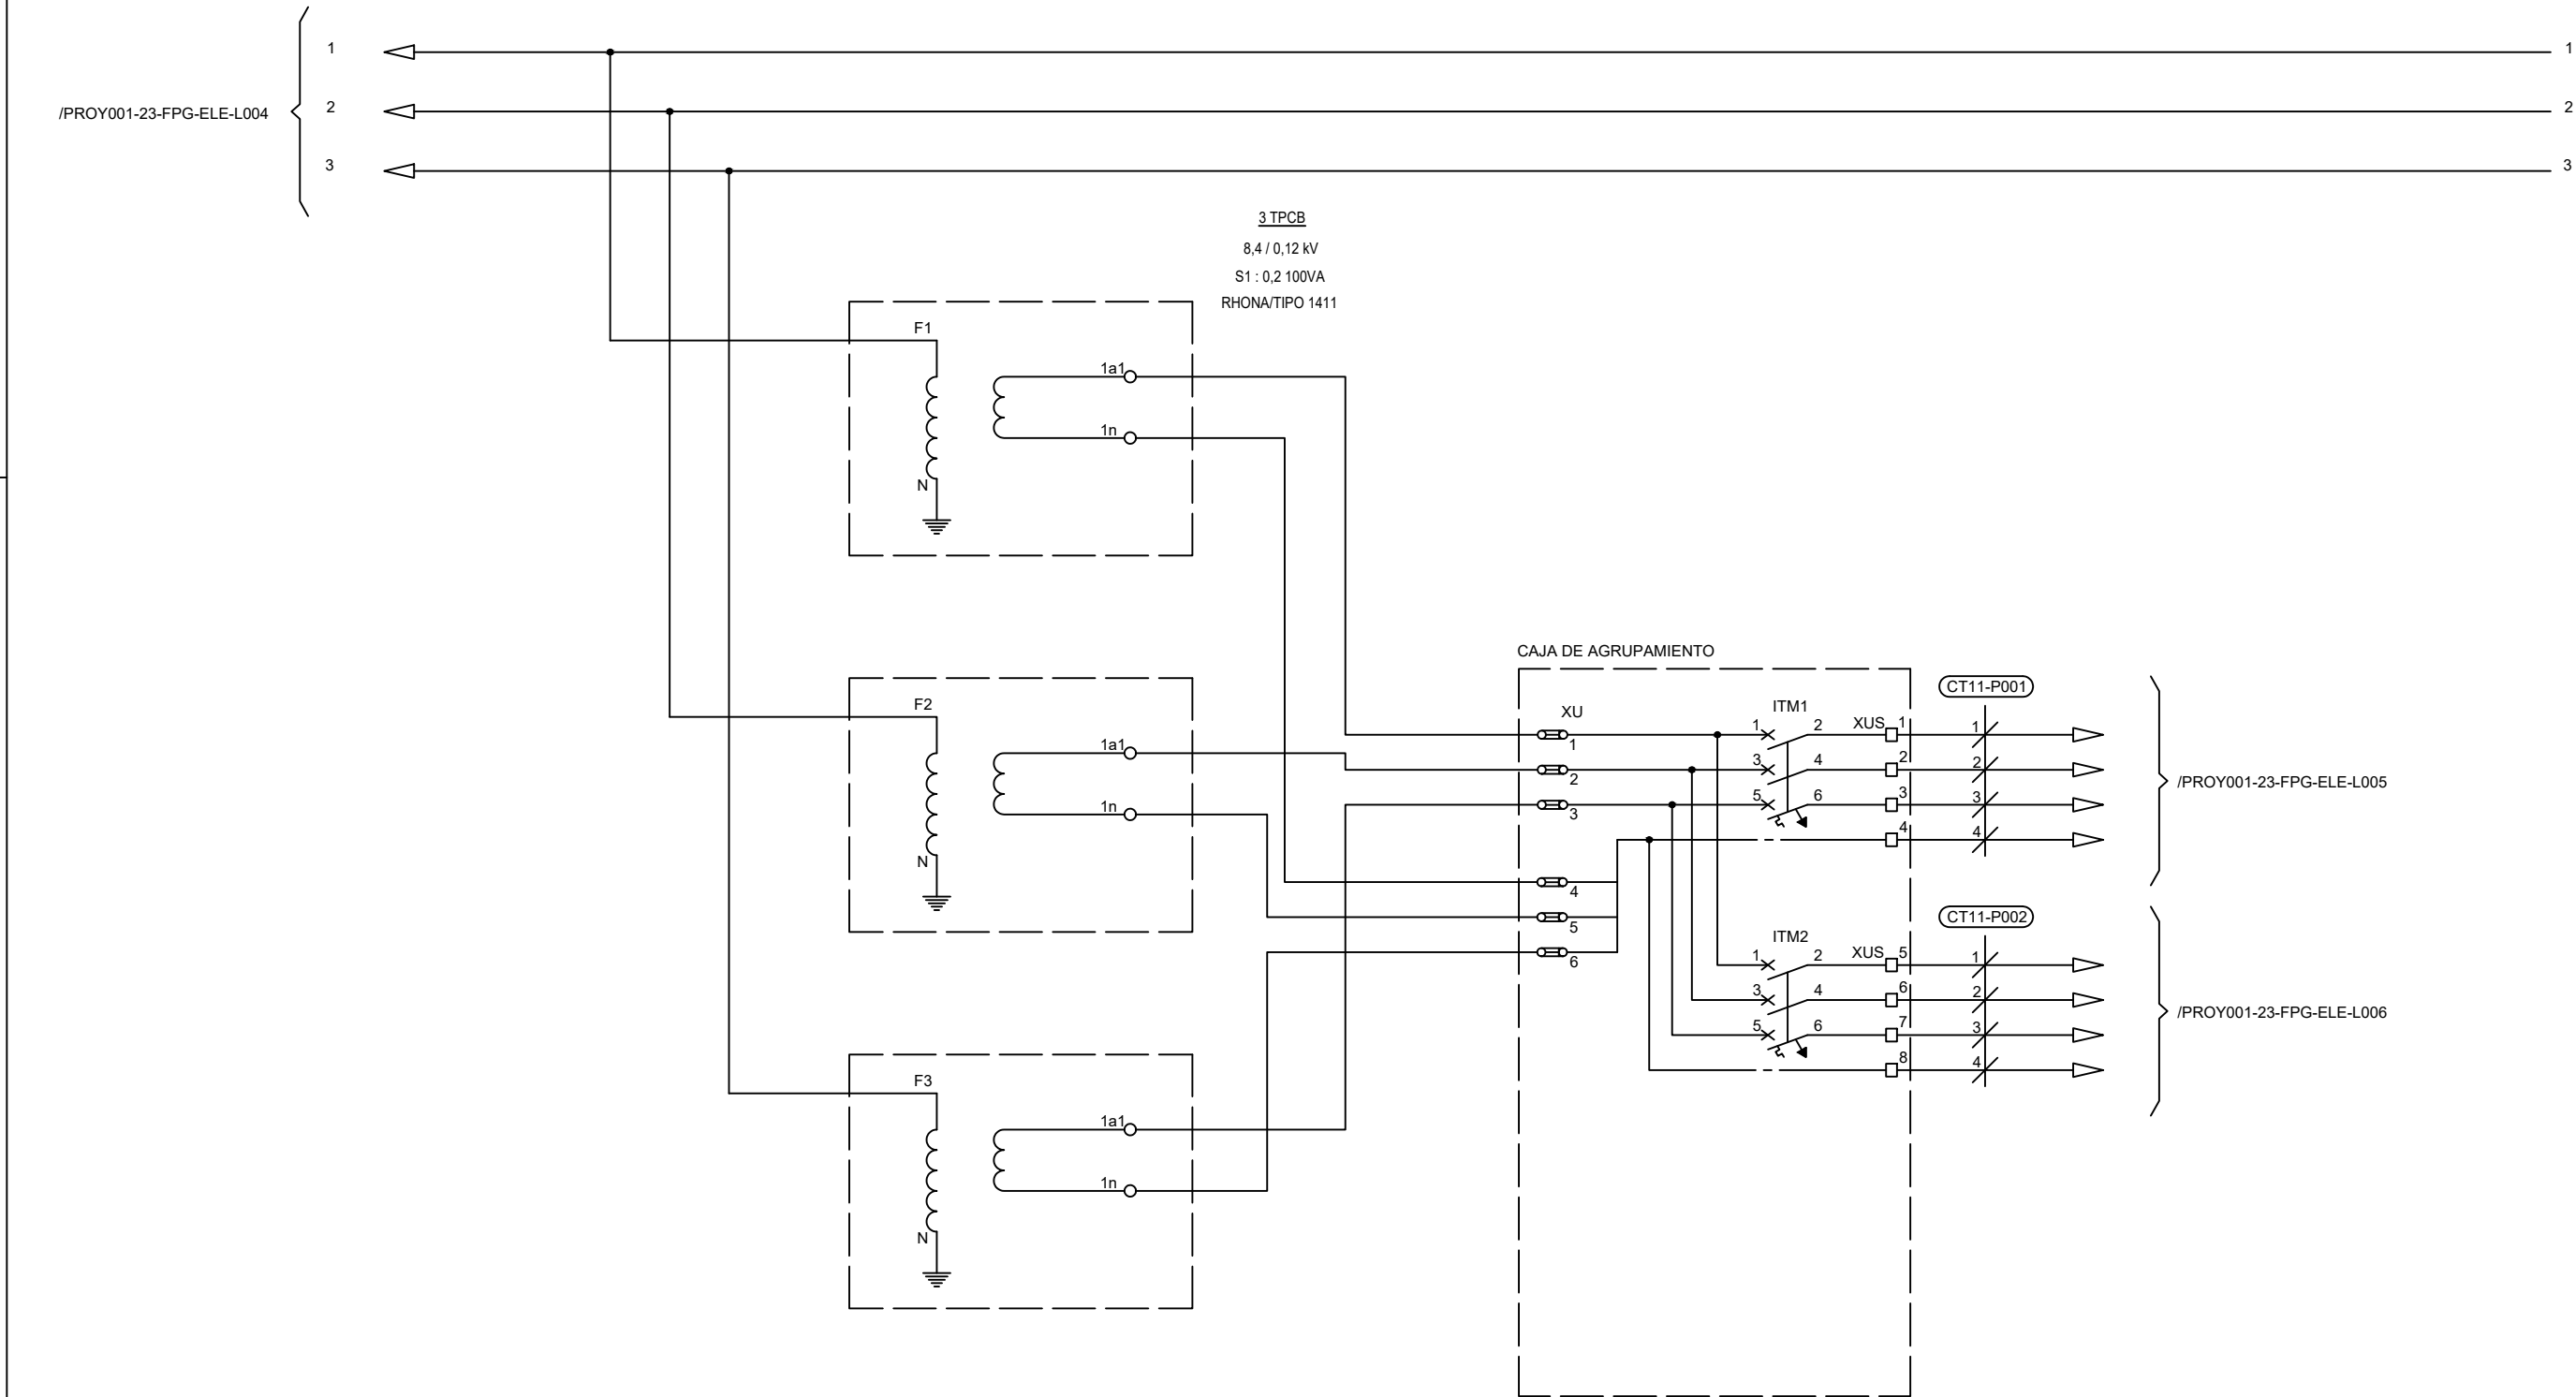 1
1
/PROY001-23-FPG-ELE-L004
2
2
3
3
3 TPCB
8,4 / 0,12 kV
S1 : 0,2 100VA
RHONA/TIPO 1411
F1
1a1
1n
N
F2
1a1
1n
N
F3
1a1
1n
N
CAJA DE AGRUPAMIENTO
XU
1
2
3
4
5
6
ITM1
1 2 XUS 1
3 4 2
5 6 3
4
CT11-P001
1
2
3
4
/PROY001-23-FPG-ELE-L005
ITM2
1 2 XUS 5
3 4 6
5 6 7
8
CT11-P002
1
2
3
4
/PROY001-23-FPG-ELE-L006